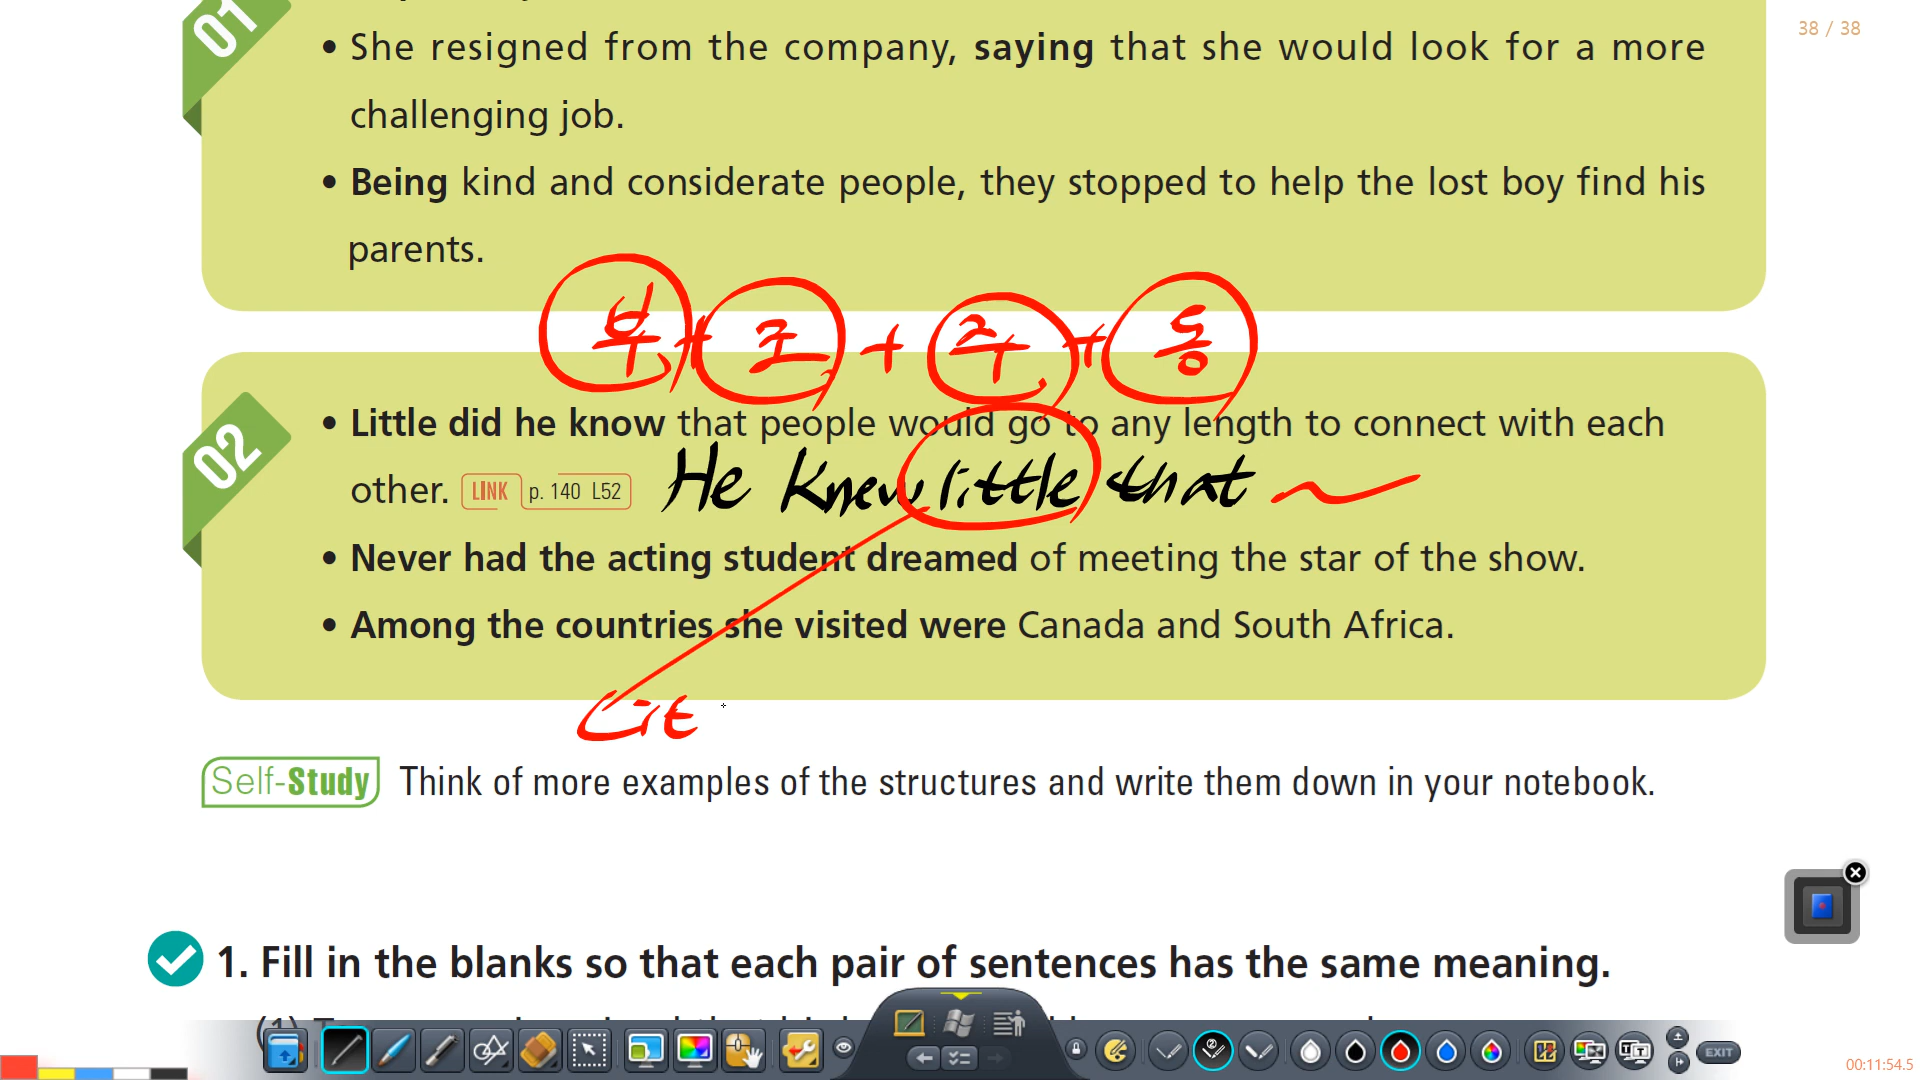 38 / 38
01
• She resigned from the company, saying that she would look for a more
challenging job.
• Being kind and considerate people, they stopped to help the lost boy find his
parents.
부 + 조 + 주 + 동
02
• Little did he know that people would go to any length to connect with each
other. LINK p. 140 L52
He knew little that
• Never had the acting student dreamed of meeting the star of the show.
• Among the countries she visited were Canada and South Africa.
Lit
Self-Study Think of more examples of the structures and write them down in your notebook.
1. Fill in the blanks so that each pair of sentences has the same meaning.
EXIT
00:11:54.5